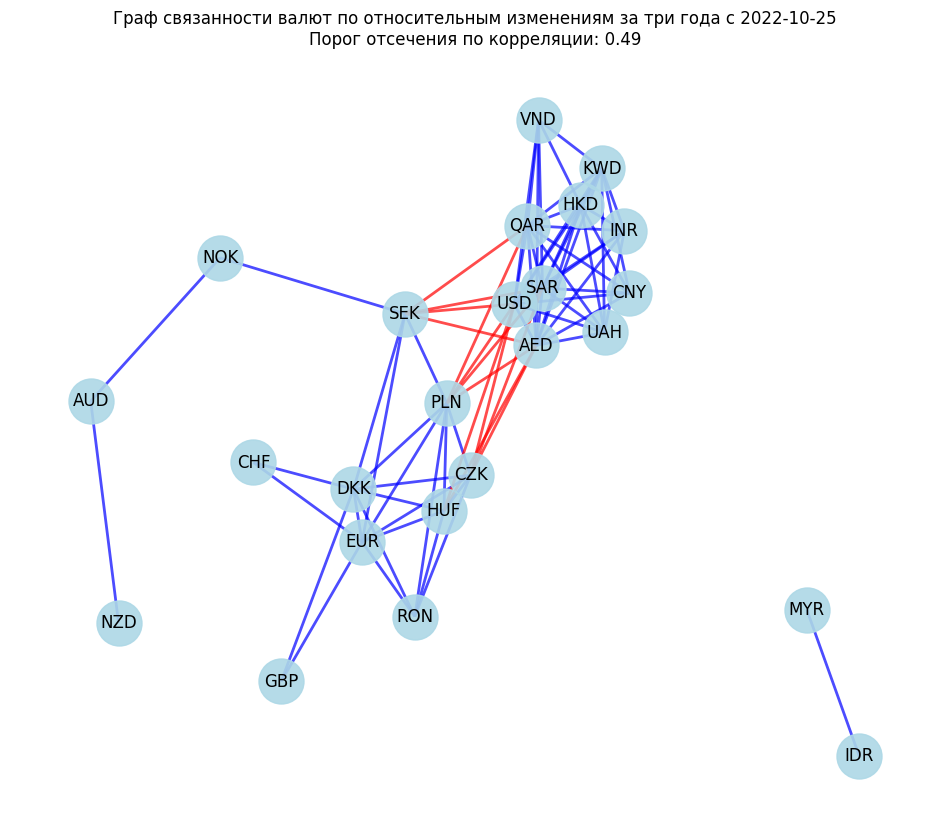 Граф связанности валют по относительным изменениям за три года с 2022-10-25
Порог отсечения по корреляции: 0.49
VND
KWD
HKD
QAR
INR
NOK
SAR
CNY
USD
SEK
UAH
AED
AUD
PLN
CHF
CZK
DKK
HUF
EUR
MYR
RON
NZD
GBP
IDR